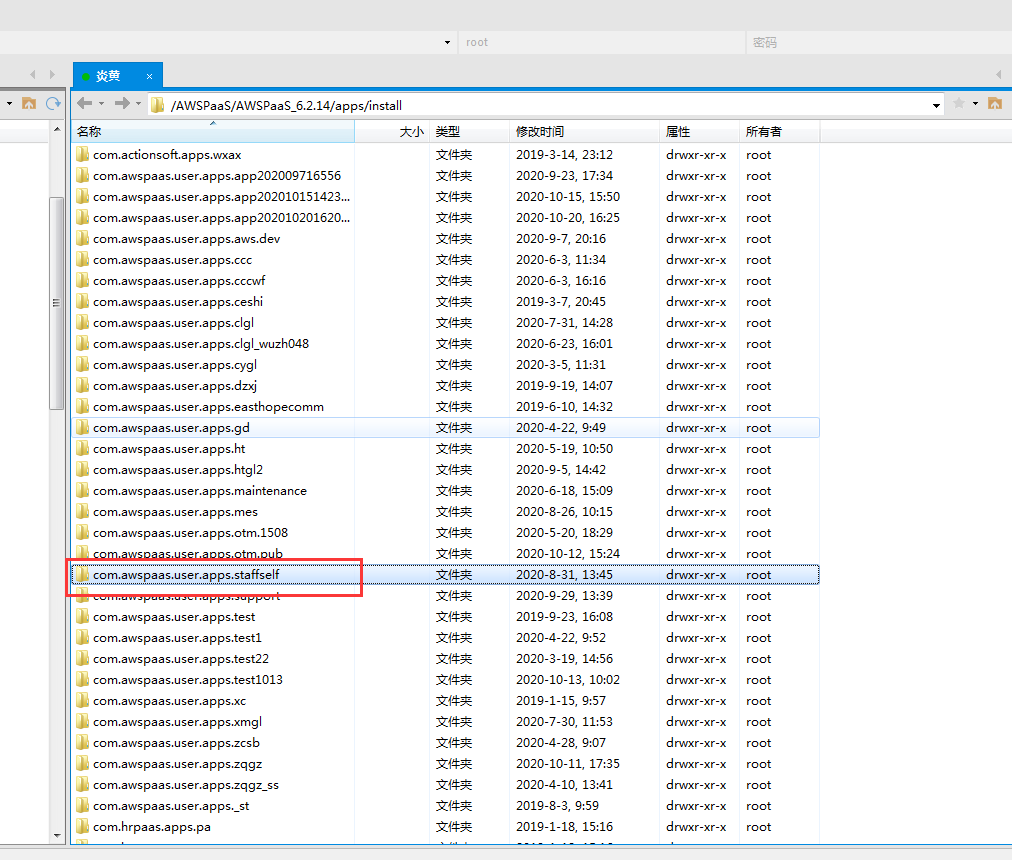 root 密码
炎黄 ×
/AWSPaaS/AWSPaaS_6.2.14/apps/install
名称 大小 类型 修改时间 属性 所有者
com.actionsoft.apps.wxax 文件夹 2019-3-14, 23:12 drwxr-xr-x root
com.awspaas.user.apps.app202009716556 文件夹 2020-9-23, 17:34 drwxr-xr-x root
com.awspaas.user.apps.app202010151423... 文件夹 2020-10-15, 15:50 drwxr-xr-x root
com.awspaas.user.apps.app202010201620... 文件夹 2020-10-20, 16:25 drwxr-xr-x root
com.awspaas.user.apps.aws.dev 文件夹 2020-9-7, 20:16 drwxr-xr-x root
com.awspaas.user.apps.ccc 文件夹 2020-6-3, 11:34 drwxr-xr-x root
com.awspaas.user.apps.cccwf 文件夹 2020-6-3, 16:16 drwxr-xr-x root
com.awspaas.user.apps.ceshi 文件夹 2019-3-7, 20:45 drwxr-xr-x root
com.awspaas.user.apps.clgl 文件夹 2020-7-31, 14:28 drwxr-xr-x root
com.awspaas.user.apps.clgl_wuzh048 文件夹 2020-6-23, 16:01 drwxr-xr-x root
com.awspaas.user.apps.cygl 文件夹 2020-3-5, 11:31 drwxr-xr-x root
com.awspaas.user.apps.dzxj 文件夹 2019-9-19, 14:07 drwxr-xr-x root
com.awspaas.user.apps.easthopecomm 文件夹 2019-6-10, 14:32 drwxr-xr-x root
com.awspaas.user.apps.gd 文件夹 2020-4-22, 9:49 drwxr-xr-x root
com.awspaas.user.apps.ht 文件夹 2020-5-19, 10:50 drwxr-xr-x root
com.awspaas.user.apps.htgl2 文件夹 2020-9-5, 14:42 drwxr-xr-x root
com.awspaas.user.apps.maintenance 文件夹 2020-6-18, 15:09 drwxr-xr-x root
com.awspaas.user.apps.mes 文件夹 2020-8-26, 10:15 drwxr-xr-x root
com.awspaas.user.apps.otm.1508 文件夹 2020-5-20, 18:29 drwxr-xr-x root
com.awspaas.user.apps.otm.pub 文件夹 2020-10-12, 15:24 drwxr-xr-x root
com.awspaas.user.apps.staffself 文件夹 2020-8-31, 13:45 drwxr-xr-x root
com.awspaas.user.apps.support 文件夹 2020-9-29, 13:39 drwxr-xr-x root
com.awspaas.user.apps.test 文件夹 2019-9-23, 16:08 drwxr-xr-x root
com.awspaas.user.apps.test1 文件夹 2020-4-22, 9:52 drwxr-xr-x root
com.awspaas.user.apps.test22 文件夹 2020-3-19, 14:56 drwxr-xr-x root
com.awspaas.user.apps.test1013 文件夹 2020-10-13, 10:02 drwxr-xr-x root
com.awspaas.user.apps.xc 文件夹 2019-1-15, 9:57 drwxr-xr-x root
com.awspaas.user.apps.xmgl 文件夹 2020-7-30, 11:53 drwxr-xr-x root
com.awspaas.user.apps.zcsb 文件夹 2020-4-28, 9:07 drwxr-xr-x root
com.awspaas.user.apps.zqgz 文件夹 2020-10-11, 17:35 drwxr-xr-x root
com.awspaas.user.apps.zqgz_ss 文件夹 2020-4-10, 13:41 drwxr-xr-x root
com.awspaas.user.apps._st 文件夹 2019-8-3, 9:59 drwxr-xr-x root
com.hrpaas.apps.pa 文件夹 2019-1-18, 15:16 drwxr-xr-x root